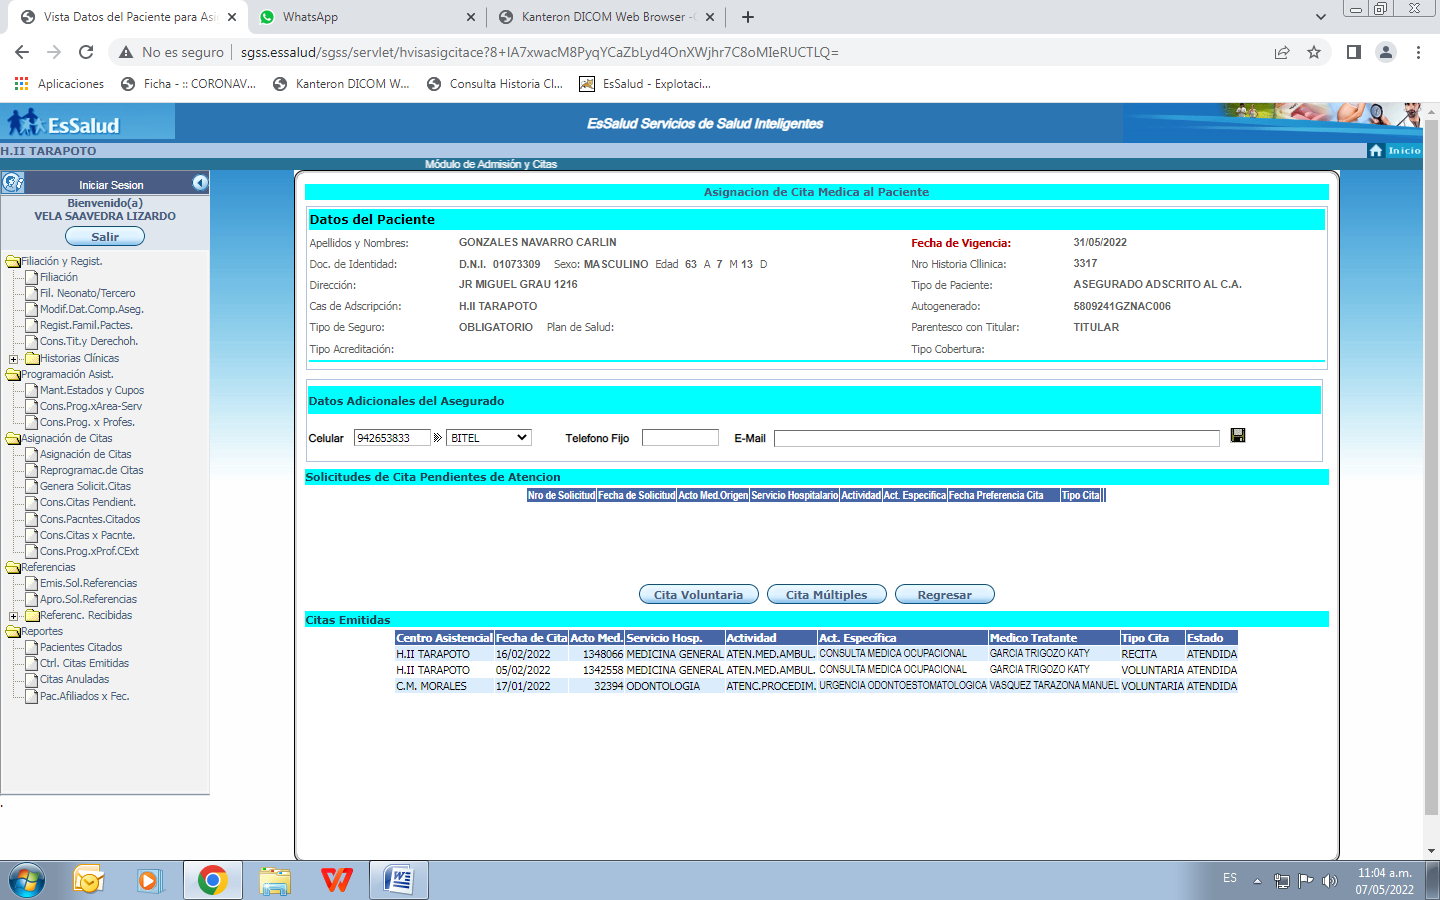 Vista Datos del Paciente para Asi
WhatsApp
Kanteron DICOM Web Browser -
No es seguro
sgss.essalud/sgss/servlet/hvisasigcitace?8+IA7xwacM8PyqYCaZbLyd4OnXWjhr7C8oMIeRUCTLQ=
Aplicaciones
Ficha - :: CORONAV...
Kanteron DICOM W...
Consulta Historia Cl...
EsSalud - Explotaci...
EsSalud
EsSalud Servicios de Salud Inteligentes
H.II TARAPOTO
Inicio
Módulo de Admisión y Citas
Iniciar Sesion
Bienvenido(a)
VELA SAAVEDRA LIZARDO
Salir
Filiación y Regist.
Filiación
Fil. Neonato/Tercero
Modif.Dat.Comp.Aseg.
Regist.Famil.Pactes.
Cons.Tit.y Derechoh.
Historias Clínicas
Programación Asist.
Mant.Estados y Cupos
Cons.Prog.xArea-Serv
Cons.Prog. x Profes.
Asignación de Citas
Asignación de Citas
Reprogramac.de Citas
Genera Solicit.Citas
Cons.Citas Pendient.
Cons.Pacntes.Citados
Cons.Citas x Pacnte.
Cons.Prog.xProf.CExt
Referencias
Emis.Sol.Referencias
Apro.Sol.Referencias
Referenc. Recibidas
Reportes
Pacientes Citados
Ctrl. Citas Emitidas
Citas Anuladas
Pac.Afiliados x Fec.
.
Asignacion de Cita Medica al Paciente
Datos del Paciente
Apellidos y Nombres: GONZALES NAVARRO CARLIN Fecha de Vigencia: 31/05/2022
Doc. de Identidad: D.N.I. 01073309 Sexo: MASCULINO Edad 63 A 7 M 13 D Nro Historia Cllinica: 3317
Dirección: JR MIGUEL GRAU 1216 Tipo de Paciente: ASEGURADO ADSCRITO AL C.A.
Cas de Adscripción: H.II TARAPOTO Autogenerado: 5809241GZNAC006
Tipo de Seguro: OBLIGATORIO Plan de Salud: Parentesco con Titular: TITULAR
Tipo Acreditación: Tipo Cobertura:
Datos Adicionales del Asegurado
Celular 942653833 BITEL Telefono Fijo E-Mail
Solicitudes de Cita Pendientes de Atencion
Nro de Solicitud Fecha de Solicitud Acto Med.Origen Servicio Hospitalario Actividad Act. Especifica Fecha Preferencia Cita Tipo Cita
Cita Voluntaria Cita Múltiples Regresar
Citas Emitidas
Centro Asistencial Fecha de Cita Acto Med. Servicio Hosp. Actividad Act. Específica Medico Tratante Tipo Cita Estado
H.II TARAPOTO 16/02/2022 1348066 MEDICINA GENERAL ATEN.MED.AMBUL. CONSULTA MEDICA OCUPACIONAL GARCIA TRIGOZO KATY RECITA ATENDIDA
H.II TARAPOTO 05/02/2022 1342558 MEDICINA GENERAL ATEN.MED.AMBUL. CONSULTA MEDICA OCUPACIONAL GARCIA TRIGOZO KATY VOLUNTARIA ATENDIDA
C.M. MORALES 17/01/2022 32394 ODONTOLOGIA ATENC.PROCEDIM. URGENCIA ODONTOESTOMATOLOGICA VASQUEZ TARAZONA MANUEL VOLUNTARIA ATENDIDA
ES
11:04 a.m.
07/05/2022